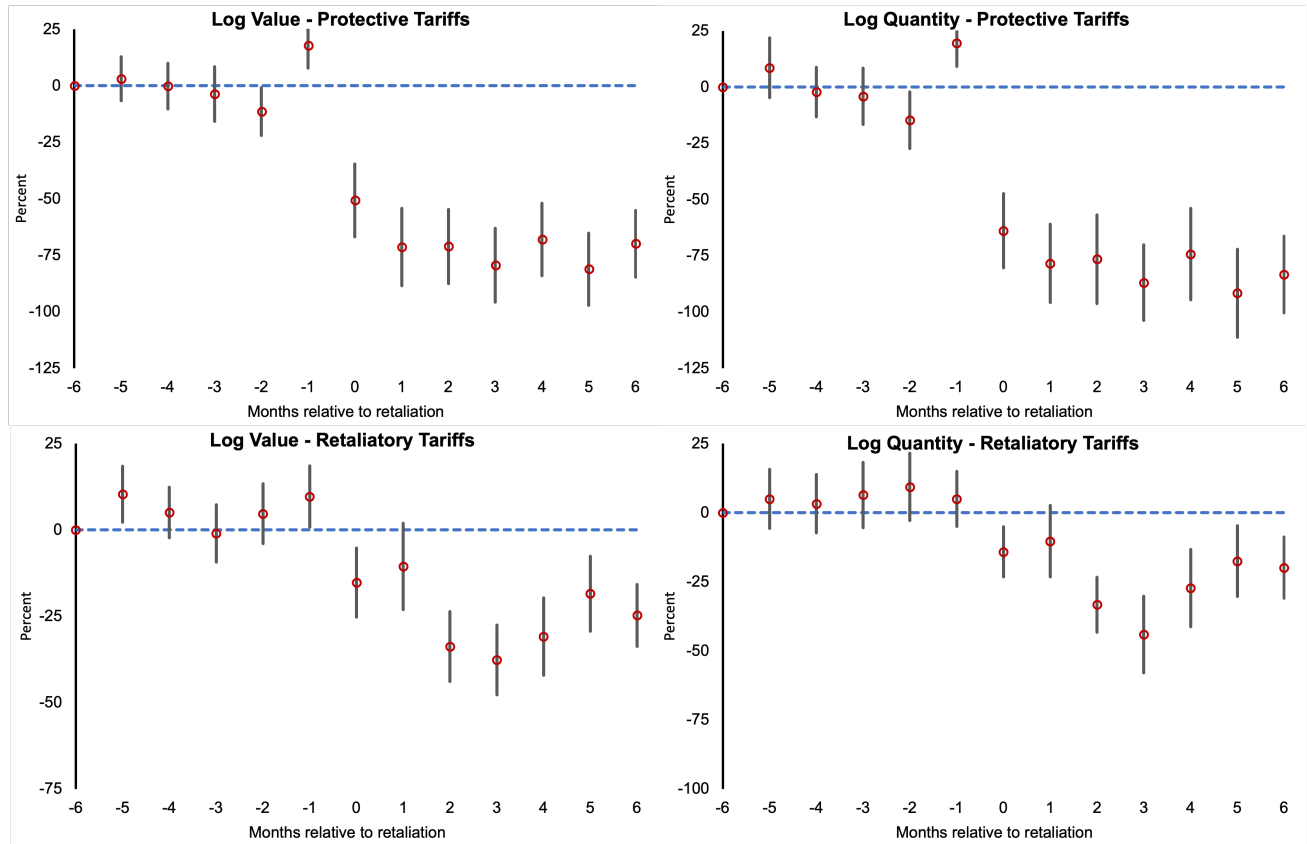 Log Value - Protective Tariffs
25
0
-25
-50
-75
-100
-125
Percent
-6 -5 -4 -3 -2 -1 0 1 2 3 4 5 6
Months relative to retaliation
Log Quantity - Protective Tariffs
25
0
-25
-50
-75
-100
-125
Percent
-6 -5 -4 -3 -2 -1 0 1 2 3 4 5 6
Months relative to retaliation
Log Value - Retaliatory Tariffs
25
0
-25
-50
-75
Percent
-6 -5 -4 -3 -2 -1 0 1 2 3 4 5 6
Months relative to retaliation
Log Quantity - Retaliatory Tariffs
25
0
-25
-50
-75
-100
Percent
-6 -5 -4 -3 -2 -1 0 1 2 3 4 5 6
Months relative to retaliation